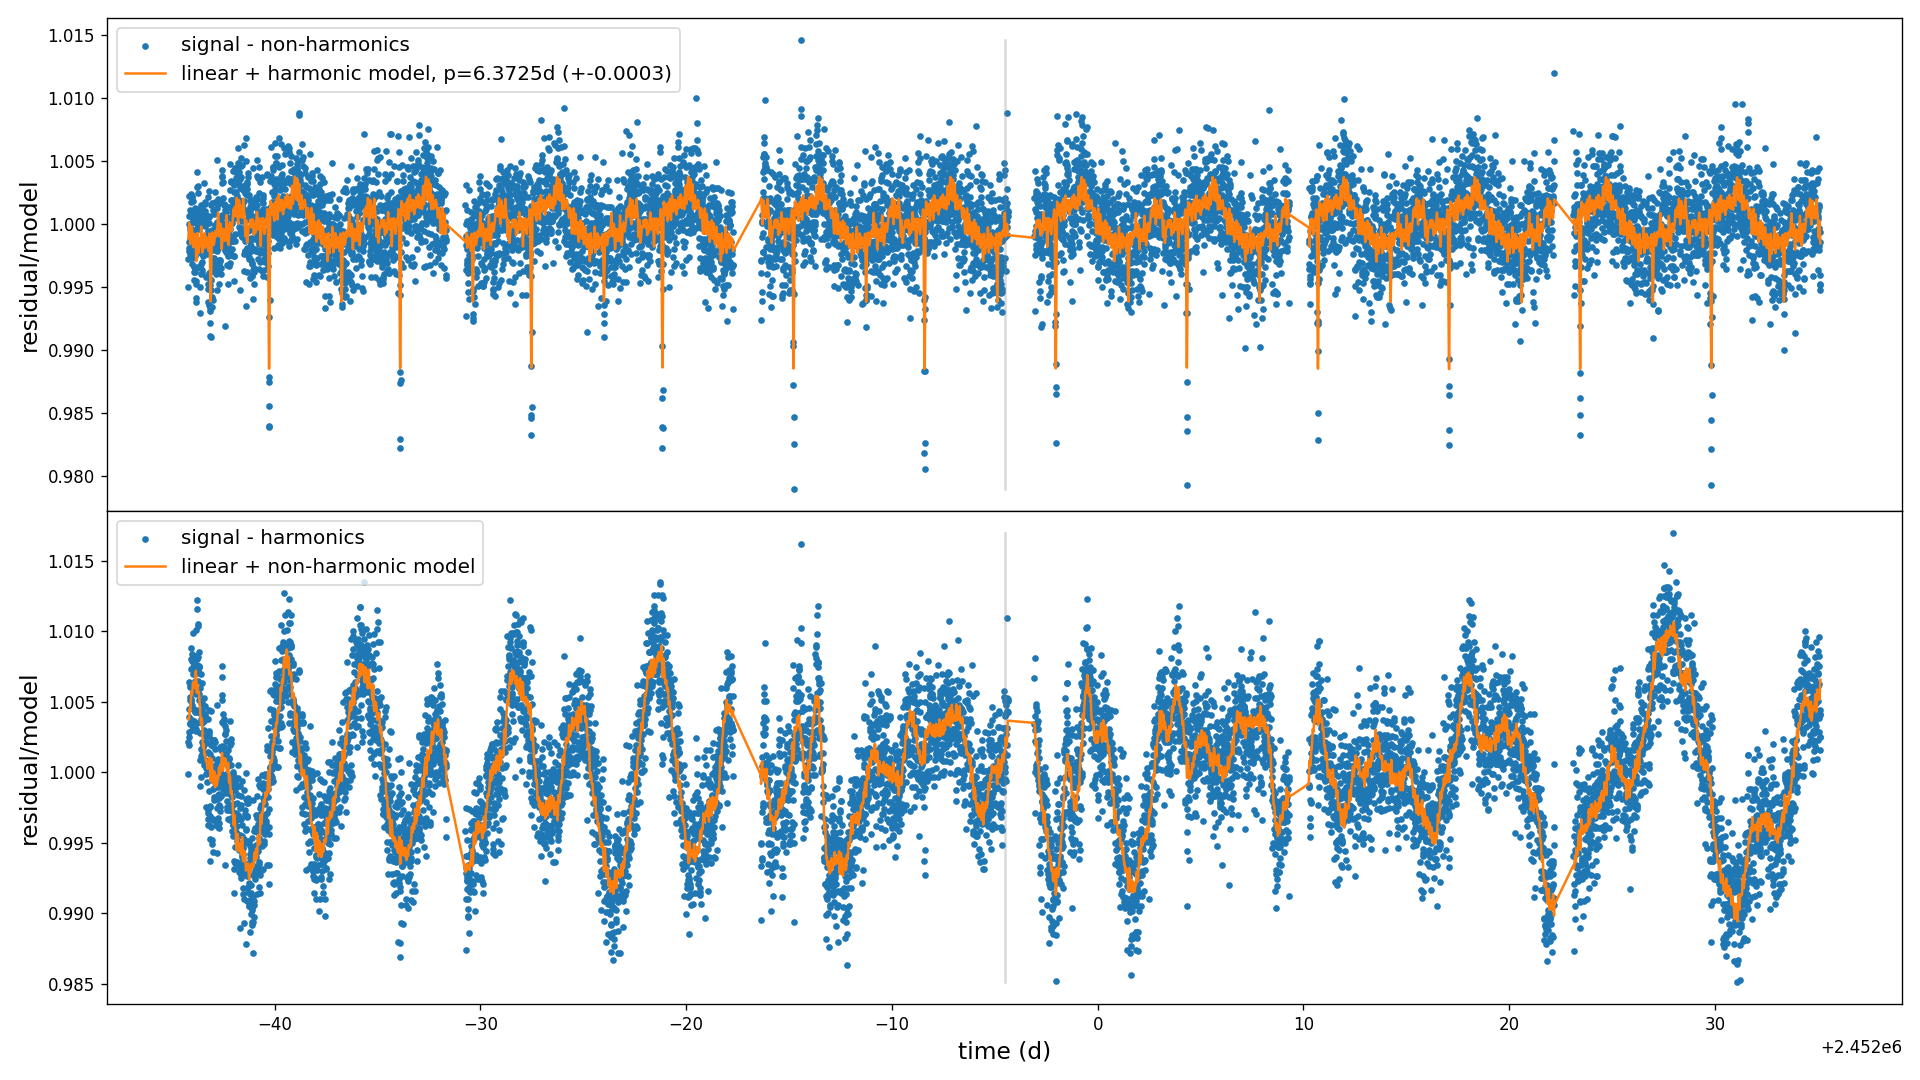 signal - non-harmonics
linear + harmonic model, p=6.3725d (+-0.0003)
residual/model
1.015
1.010
1.005
1.000
0.995
0.990
0.985
0.980
signal - harmonics
linear + non-harmonic model
residual/model
1.015
1.010
1.005
1.000
0.995
0.990
0.985
−40
−30
−20
−10
0
10
20
30
time (d)
+2.452e6